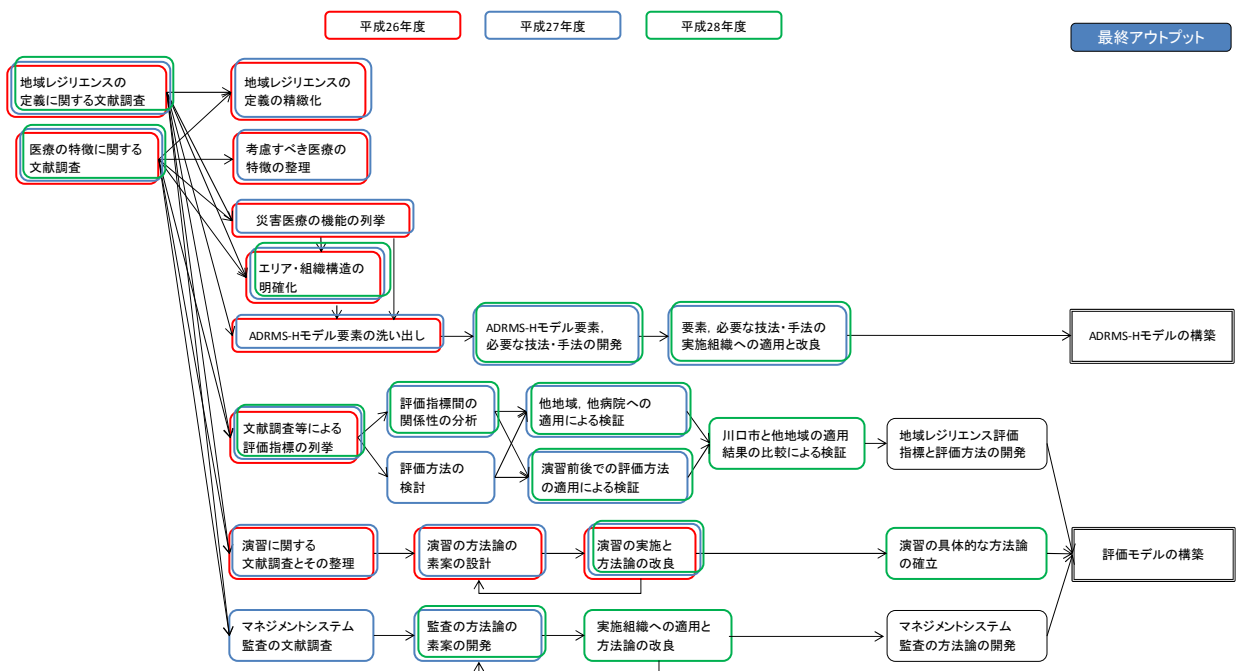 平成26年度
平成27年度
平成28年度
最終アウトプット
地域レジリエンスの
定義に関する文献調査
地域レジリエンスの
定義の精緻化
医療の特徴に関する
文献調査
考慮すべき医療の
特徴の整理
災害医療の機能の列挙
エリア・組織構造の
明確化
ADRMS-Hモデル要素の洗い出し
ADRMS-Hモデル要素，
必要な技法・手法の開発
要素，必要な技法・手法の
実施組織への適用と改良
ADRMS-Hモデルの構築
文献調査等による
評価指標の列挙
評価指標間の
関係性の分析
評価方法の
検討
他地域，他病院への
適用による検証
演習前後での評価方法
の適用による検証
川口市と他地域の適用
結果の比較による検証
地域レジリエンス評価
指標と評価方法の開発
演習に関する
文献調査とその整理
演習の方法論の
素案の設計
演習の実施と
方法論の改良
演習の具体的な方法論
の確立
評価モデルの構築
マネジメントシステム
監査の文献調査
監査の方法論の
素案の開発
実施組織への適用と
方法論の改良
マネジメントシステム
監査の方法論の開発